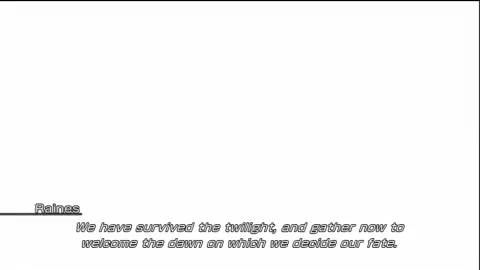 Raines
We have survived the twilight, and gather now to
welcome the dawn on which we decide our fate.